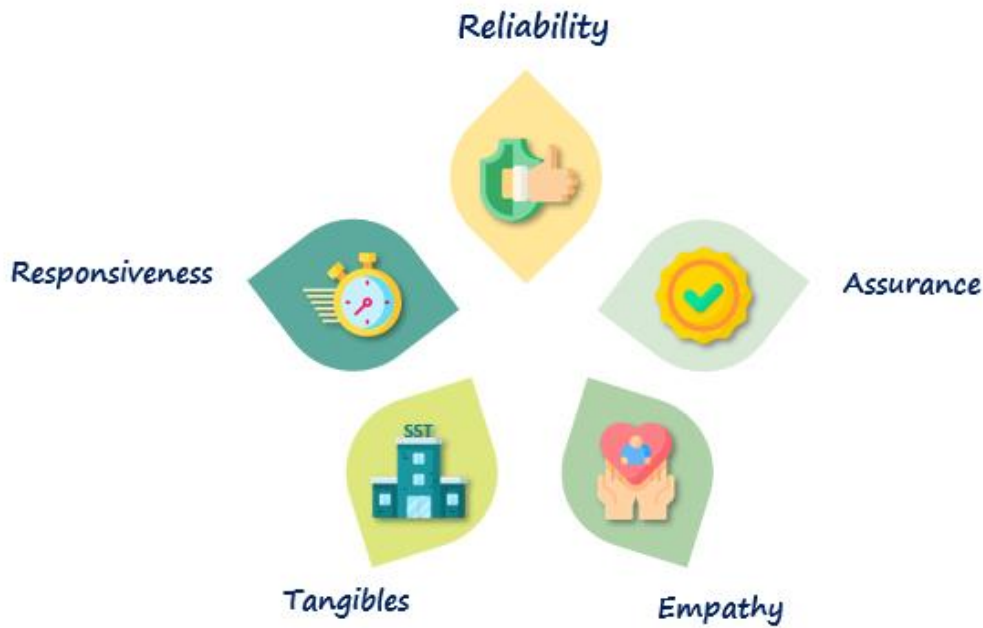 Reliability
Responsiveness
Assurance
SST
Tangibles
Empathy